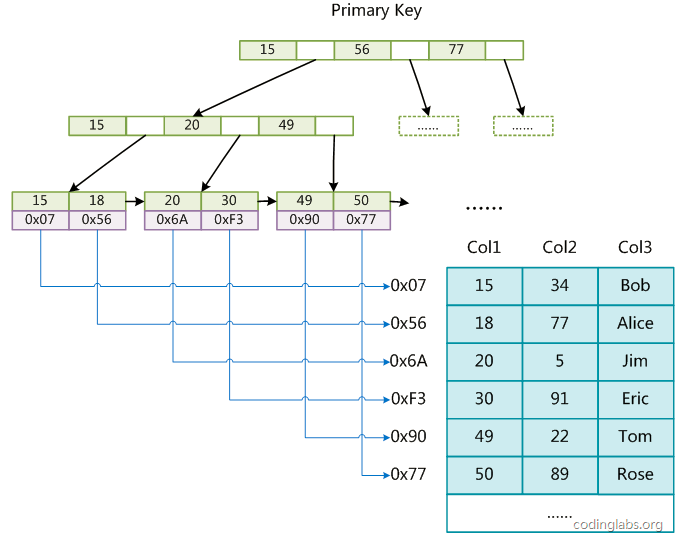 Primary Key
15 56 77
15 20 49 ...... ......
15 18 20 30 49 50
0x07 0x56 0x6A 0xF3 0x90 0x77
......
Col1 Col2 Col3
0x07 15 34 Bob
0x56 18 77 Alice
0x6A 20 5 Jim
0xF3 30 91 Eric
0x90 49 22 Tom
0x77 50 89 Rose
......
codinglabs.org